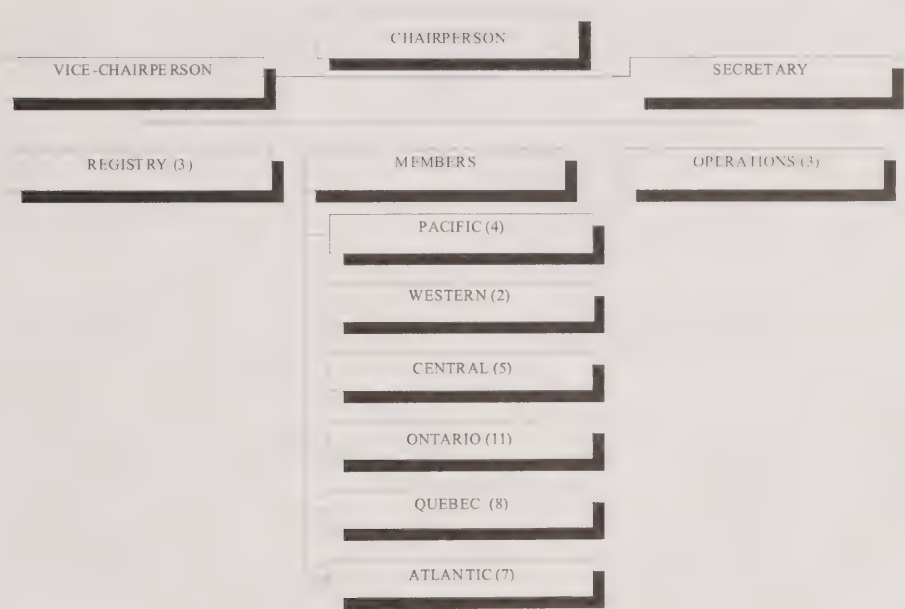 CHAIRPERSON
VICE-CHAIRPERSON
SECRETARY
REGISTRY (3)
MEMBERS
OPERATIONS (3)
PACIFIC (4)
WESTERN (2)
CENTRAL (5)
ONTARIO (11)
QUEBEC (8)
ATLANTIC (7)